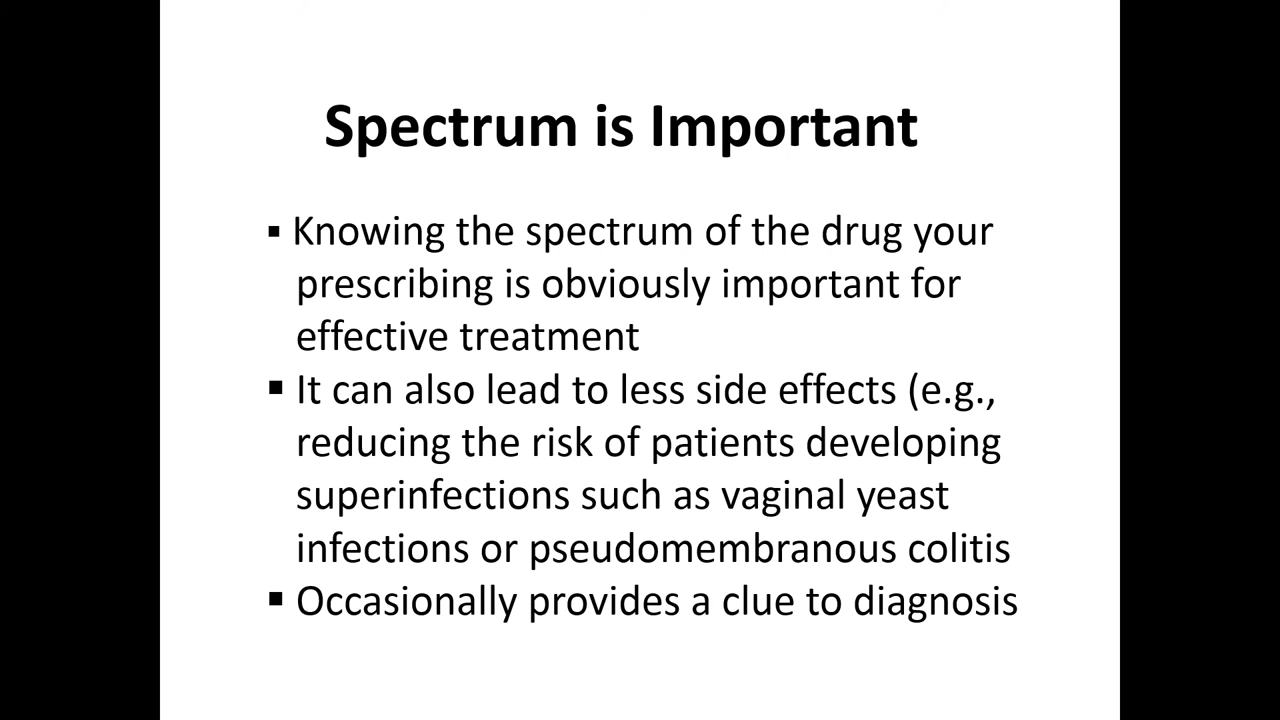 Spectrum is Important
▪ Knowing the spectrum of the drug your
prescribing is obviously important for
effective treatment
▪ It can also lead to less side effects (e.g.,
reducing the risk of patients developing
superinfections such as vaginal yeast
infections or pseudomembranous colitis
▪ Occasionally provides a clue to diagnosis